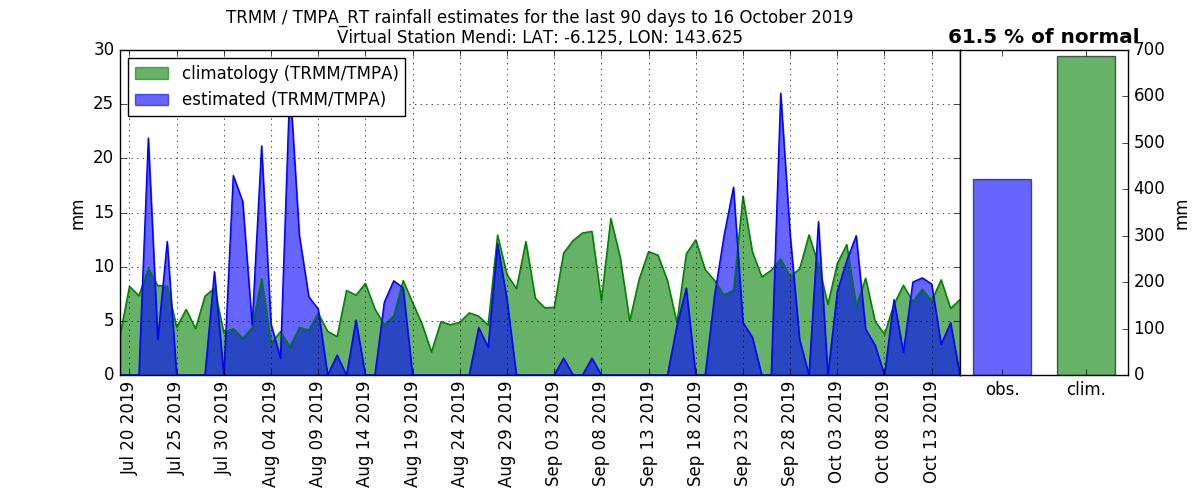 TRMM / TMPA_RT rainfall estimates for the last 90 days to 16 October 2019
Virtual Station Mendi: LAT: -6.125, LON: 143.625
61.5 % of normal
climatology (TRMM/TMPA)
estimated (TRMM/TMPA)
30
25
20
15
10
5
0
mm
700
600
500
400
300
200
100
0
mm
Jul 20 2019
Jul 25 2019
Jul 30 2019
Aug 04 2019
Aug 09 2019
Aug 14 2019
Aug 19 2019
Aug 24 2019
Aug 29 2019
Sep 03 2019
Sep 08 2019
Sep 13 2019
Sep 18 2019
Sep 23 2019
Sep 28 2019
Oct 03 2019
Oct 08 2019
Oct 13 2019
obs.
clim.